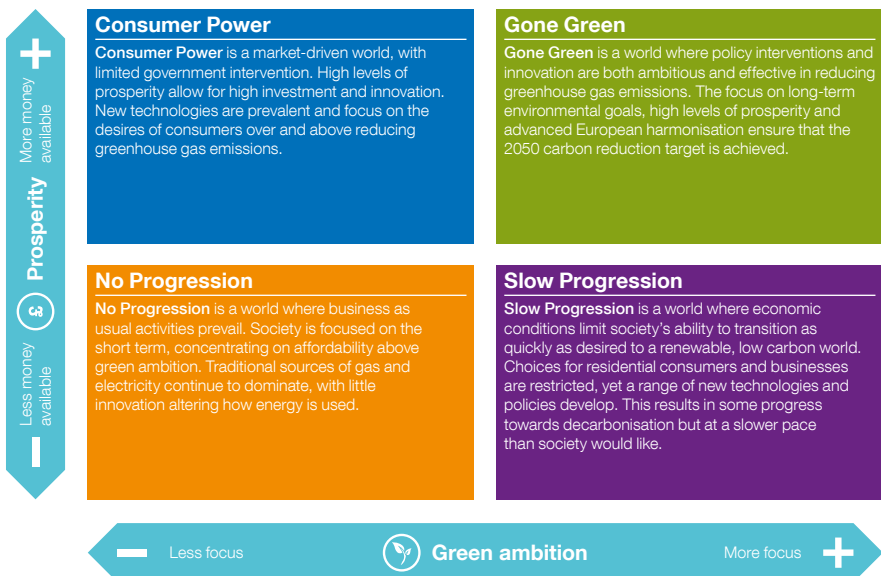 Consumer Power
Consumer Power is a market-driven world, with
limited government intervention. High levels of
prosperity allow for high investment and innovation.
New technologies are prevalent and focus on the
desires of consumers over and above reducing
greenhouse gas emissions.
Gone Green
Gone Green is a world where policy interventions and
innovation are both ambitious and effective in reducing
greenhouse gas emissions. The focus on long-term
environmental goals, high levels of prosperity and
advanced European harmonisation ensure that the
2050 carbon reduction target is achieved.
More money
available
Prosperity
£
Less money
available
No Progression
No Progression is a world where business as
usual activities prevail. Society is focused on the
short term, concentrating on affordability above
green ambition. Traditional sources of gas and
electricity continue to dominate, with little
innovation altering how energy is used.
Slow Progression
Slow Progression is a world where economic
conditions limit society's ability to transition as
quickly as desired to a renewable, low carbon world.
Choices for residential consumers and businesses
are restricted, yet a range of new technologies and
policies develop. This results in some progress
towards decarbonisation but at a slower pace
than society would like.
Less focus
Green ambition
More focus